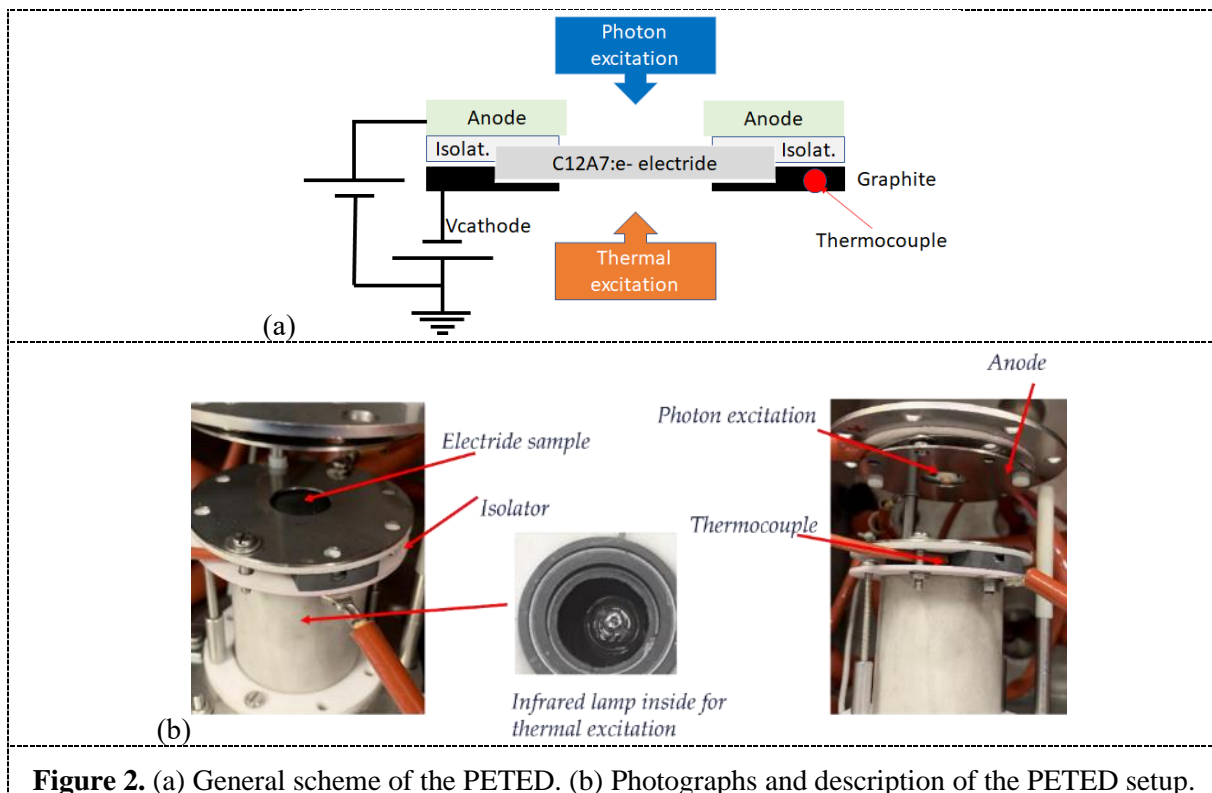 Photon
excitation
Anode
Anode
Isolat.
Isolat.
C12A7:e- electride
Graphite
Vcathode
Thermocouple
Thermal
excitation
(a)
Anode
Photon excitation
Electride sample
Isolator
Thermocouple
Infrared lamp inside for
thermal excitation
(b)
Figure 2. (a) General scheme of the PETED. (b) Photographs and description of the PETED setup.